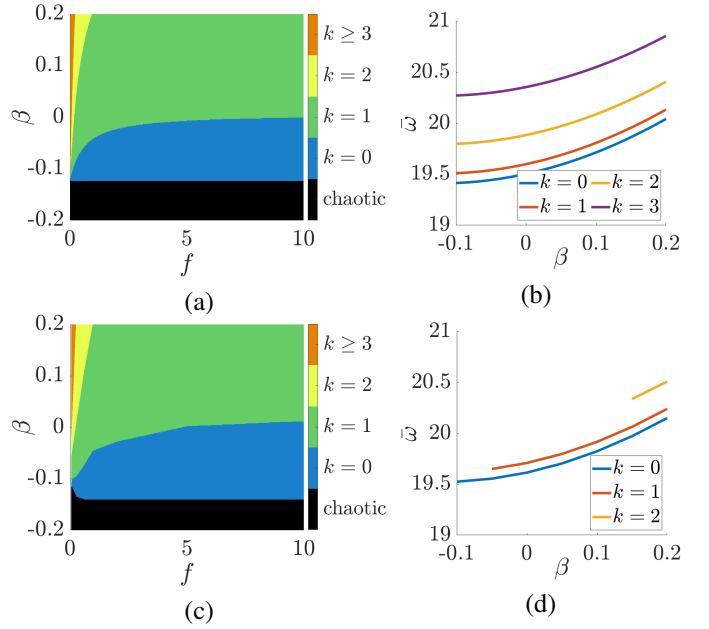 0.2
0.1
0
-0.1
-0.2
β
0 5 10
f
k ≥ 3
k = 2
k = 1
k = 0
chaotic
(a)
21
20.5
20
19.5
19
ω̄
-0.1 0 0.1 0.2
β
k = 0 k = 2
k = 1 k = 3
(b)
0.2
0.1
0
-0.1
-0.2
β
0 5 10
f
k ≥ 3
k = 2
k = 1
k = 0
chaotic
(c)
21
20.5
20
19.5
19
ω̄
-0.1 0 0.1 0.2
β
k = 0
k = 1
k = 2
(d)